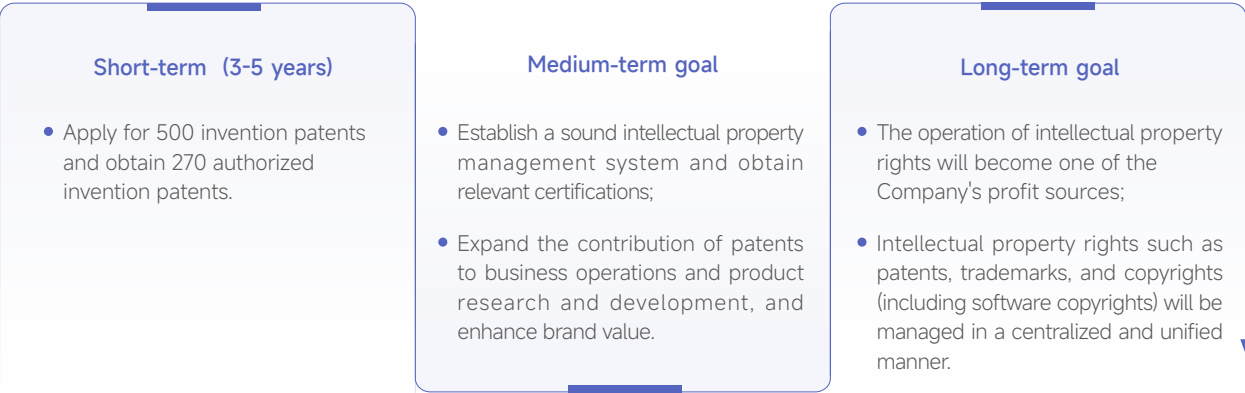 Short-term (3-5 years)
Apply for 500 invention patents
and obtain 270 authorized
invention patents.
Medium-term goal
Establish a sound intellectual property
management system and obtain
relevant certifications;
Expand the contribution of patents
to business operations and product
research and development, and
enhance brand value.
Long-term goal
The operation of intellectual property
rights will become one of the
Company's profit sources;
Intellectual property rights such as
patents, trademarks, and copyrights
(including software copyrights) will be
managed in a centralized and unified
manner.